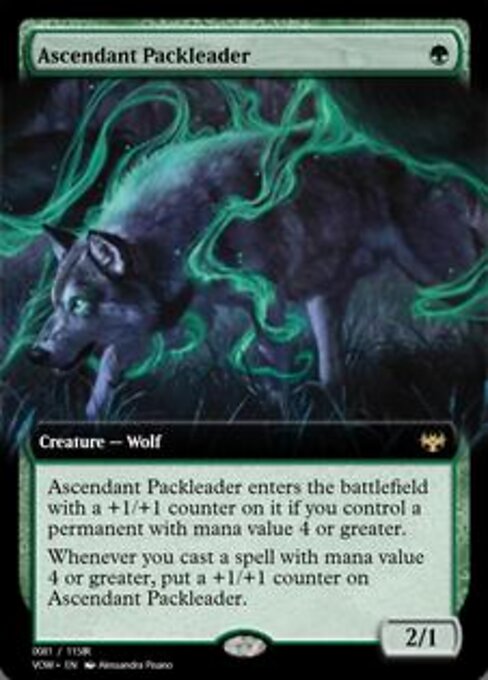 Ascendant Packleader
Creature — Wolf
Ascendant Packleader enters the battlefield
with a +1/+1 counter on it if you control a
permanent with mana value 4 or greater.
Whenever you cast a spell with mana value
4 or greater, put a +1/+1 counter on
Ascendant Packleader.
2/1
VOW • EN Alessandra Pisano